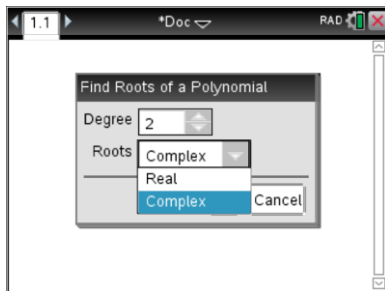 1.1 *Doc RAD
Find Roots of a Polynomial
Degree 2
Roots Complex
Real
Complex
Cancel